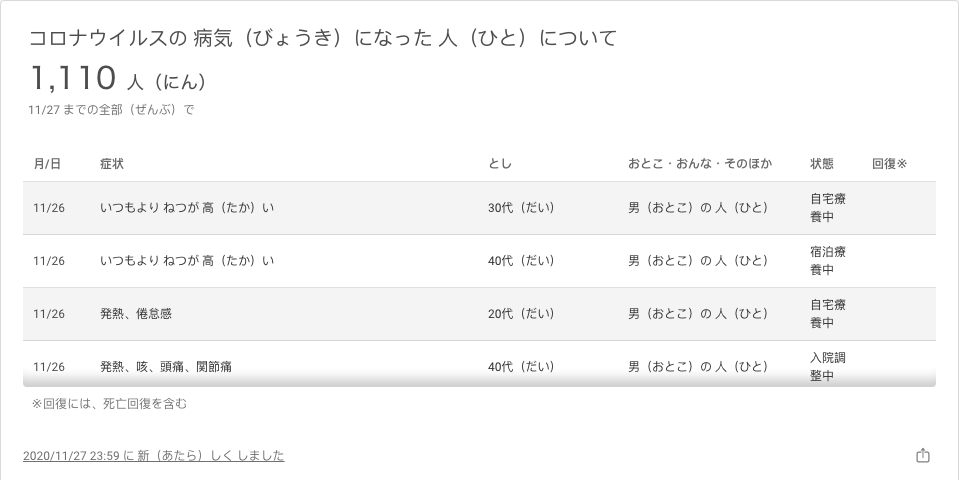 コロナウイルスの 病気（びょうき）になった 人（ひと）について
1,110 人（にん）
11/27 までの全部（ぜんぶ）で
月/日 症状 とし おとこ・おんな・そのほか 状態 回復※
11/26 いつもより ねつが 高（たか）い 30代（だい） 男（おとこ）の 人（ひと） 自宅療
養中
11/26 いつもより ねつが 高（たか）い 40代（だい） 男（おとこ）の 人（ひと） 宿泊療
養中
11/26 発熱、倦怠感 20代（だい） 男（おとこ）の 人（ひと） 自宅療
養中
11/26 発熱、咳、頭痛、関節痛 40代（だい） 男（おとこ）の 人（ひと） 入院調
整中
※回復には、死亡回復を含む
2020/11/27 23:59 に 新（あたら）しく しました